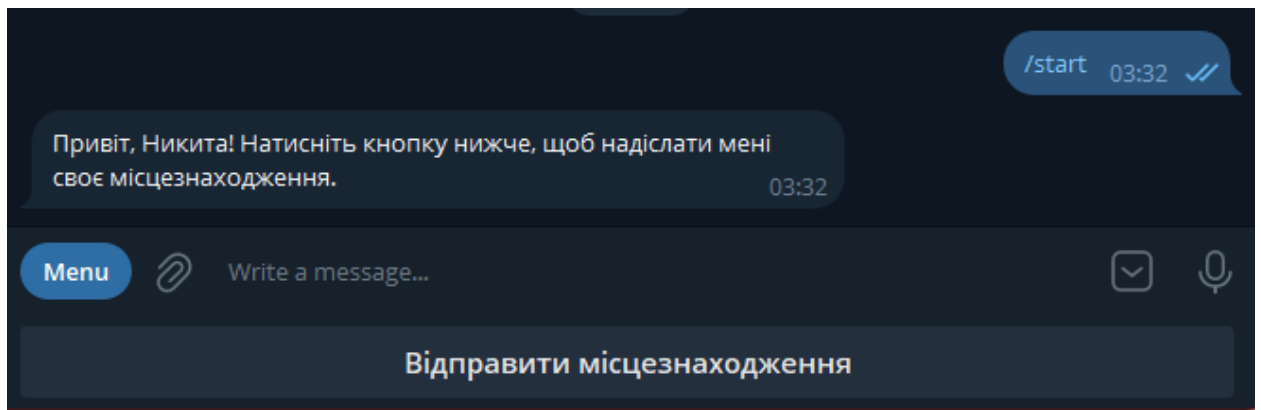 /start 03:32
Привіт, Никита! Натисніть кнопку нижче, щоб надіслати мені
своє місцезнаходження.
03:32
Menu Write a message...
Відправити місцезнаходження